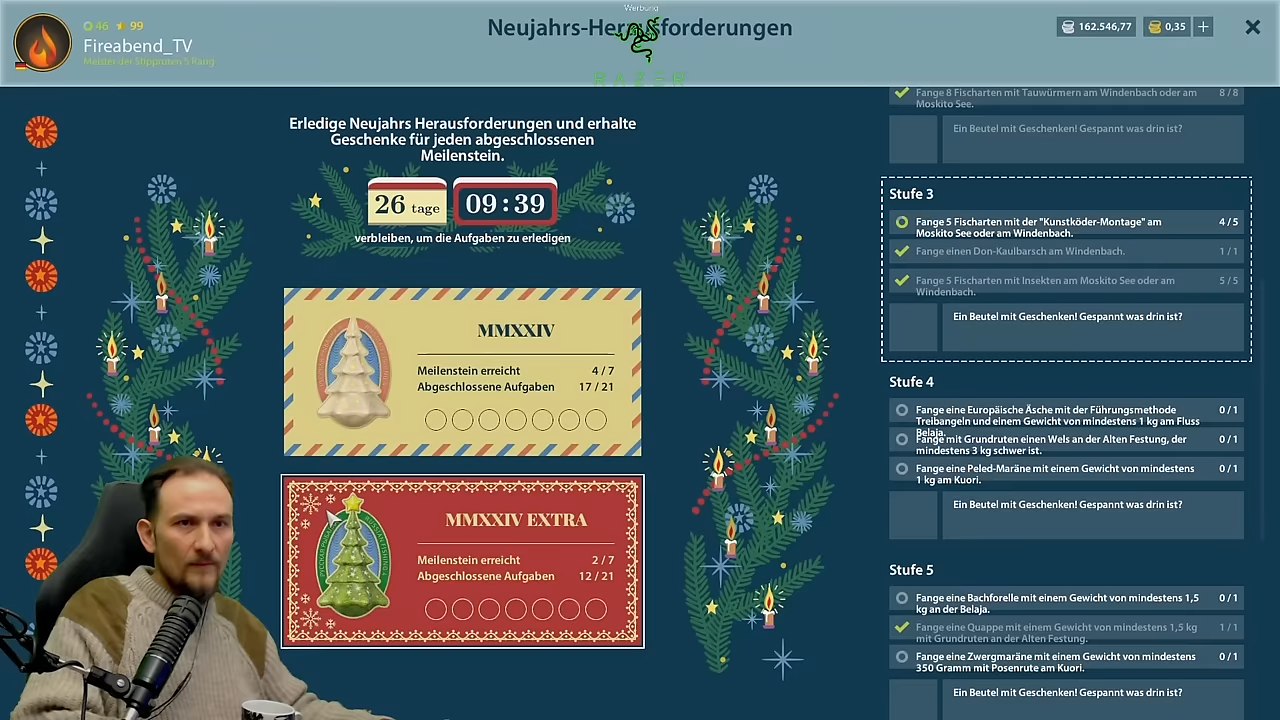 Werbung
46 99
Fireabend_TV
Meister der Stipprute: 5 Rang
Neujahrs-Herausforderungen
RAZER
162.546,77
0,35
Erledige Neujahrs Herausforderungen und erhalte
Geschenke für jeden abgeschlossenen
Meilenstein.
26 tage
09:39
verbleiben, um die Aufgaben zu erledigen
MMXXIV
Meilenstein erreicht 4 / 7
Abgeschlossene Aufgaben 17 / 21
MMXXIV EXTRA
Meilenstein erreicht 2 / 7
Abgeschlossene Aufgaben 12 / 21
Fange 8 Fischarten mit Tauwürmern am Windenbach oder am 8 / 8
Moskito See.
Ein Beutel mit Geschenken! Gespannt was drin ist?
Stufe 3
Fange 5 Fischarten mit der "Kunstköder-Montage" am 4 / 5
Moskito See oder am Windenbach.
Fange einen Don-Kaulbarsch am Windenbach. 1 / 1
Fange 5 Fischarten mit Insekten am Moskito See oder am 5 / 5
Windenbach.
Ein Beutel mit Geschenken! Gespannt was drin ist?
Stufe 4
Fange eine Europäische Äsche mit der Führungsmethode 0 / 1
Treibangeln und einem Gewicht von mindestens 1 kg am Fluss
Belaja.
Fange mit Grundruten einen Wels an der Alten Festung, der 0 / 1
mindestens 3 kg schwer ist.
Fange eine Peled-Maräne mit einem Gewicht von mindestens 0 / 1
1 kg am Kuori.
Ein Beutel mit Geschenken! Gespannt was drin ist?
Stufe 5
Fange eine Bachforelle mit einem Gewicht von mindestens 1,5 0 / 1
kg an der Belaja.
Fange eine Quappe mit einem Gewicht von mindestens 1,5 kg 1 / 1
mit Grundruten an der Alten Festung.
Fange eine Zwergmaräne mit einem Gewicht von mindestens 0 / 1
350 Gramm mit Posenrute am Kuori.
Ein Beutel mit Geschenken! Gespannt was drin ist?